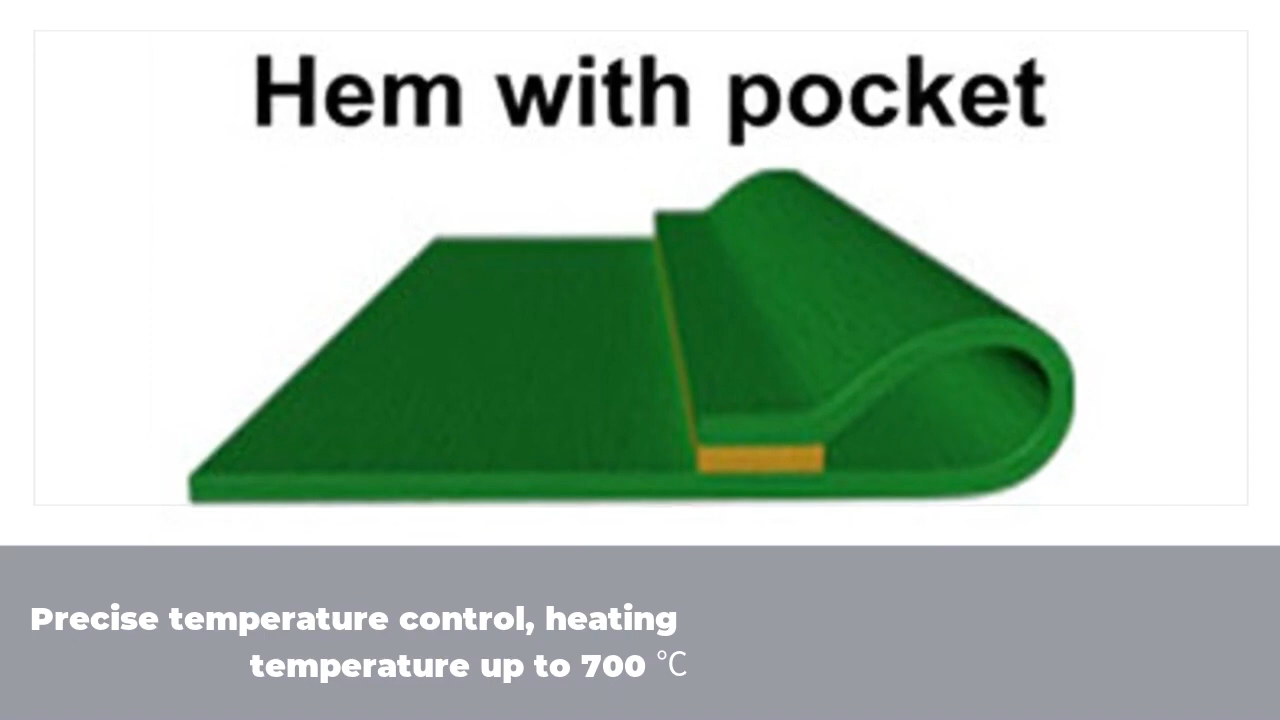 Hem with pocket
Precise temperature control, heating
temperature up to 700 ℃